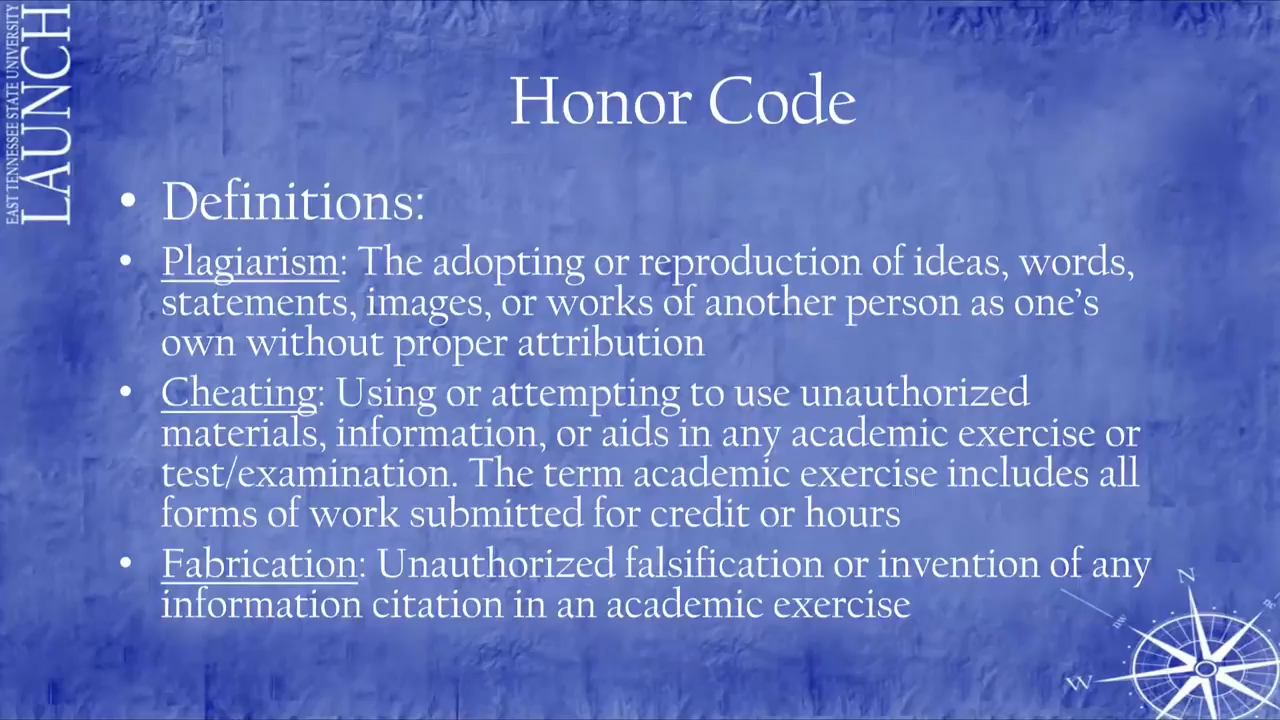 EAST TENNESSEE STATE UNIVERSITY
LAUNCH
Honor Code
• Definitions:
• Plagiarism: The adopting or reproduction of ideas, words,
statements, images, or works of another person as one’s
own without proper attribution
• Cheating: Using or attempting to use unauthorized
materials, information, or aids in any academic exercise or
test/examination. The term academic exercise includes all
forms of work submitted for credit or hours
• Fabrication: Unauthorized falsification or invention of any
information citation in an academic exercise
N
nw
W